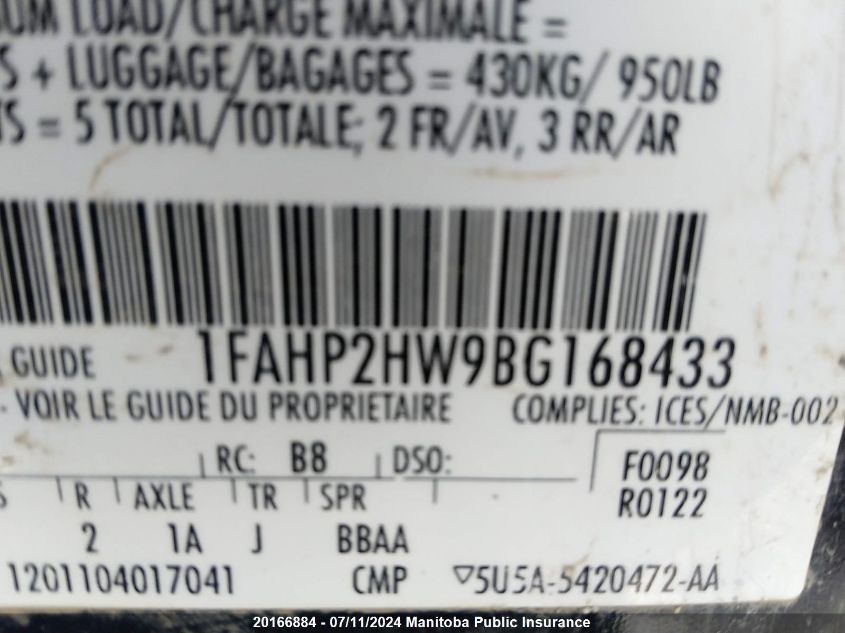 LOAD/CHARGE MAXIMALE =
+ LUGGAGE/BAGAGES = 430KG/ 950LB
= 5 TOTAL/TOTALE; 2 FR/AV, 3 RR/AR
1FAHP2HW9BG168433
GUIDE
- VOIR LE GUIDE DU PROPRIETAIRE COMPLIES: ICES/NMB-002
RC: B8 DSO: F0098
R AXLE TR SPR R0122
2 1A J BBAA
1201104017041 CMP ▽5U5A-5420472-AA
20166884 - 07/11/2024 Manitoba Public Insurance